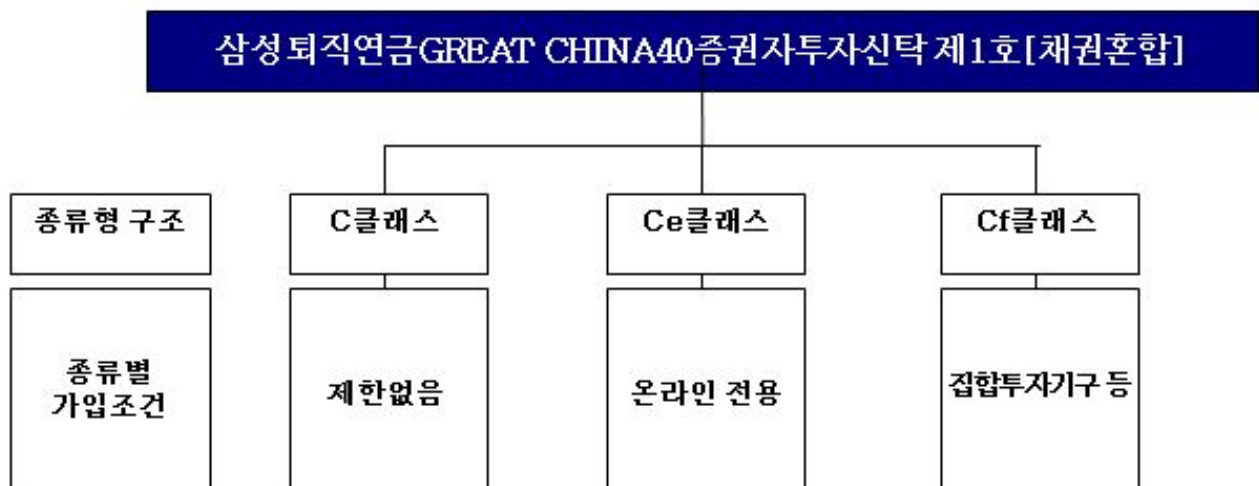 삼성퇴직연금GREAT CHINA40증권자투자신탁 제1호[채권혼합]
종류형 구조
C클래스
Ce클래스
Cf클래스
종류별
가입조건
제한없음
온라인 전용
집합투자기구 등